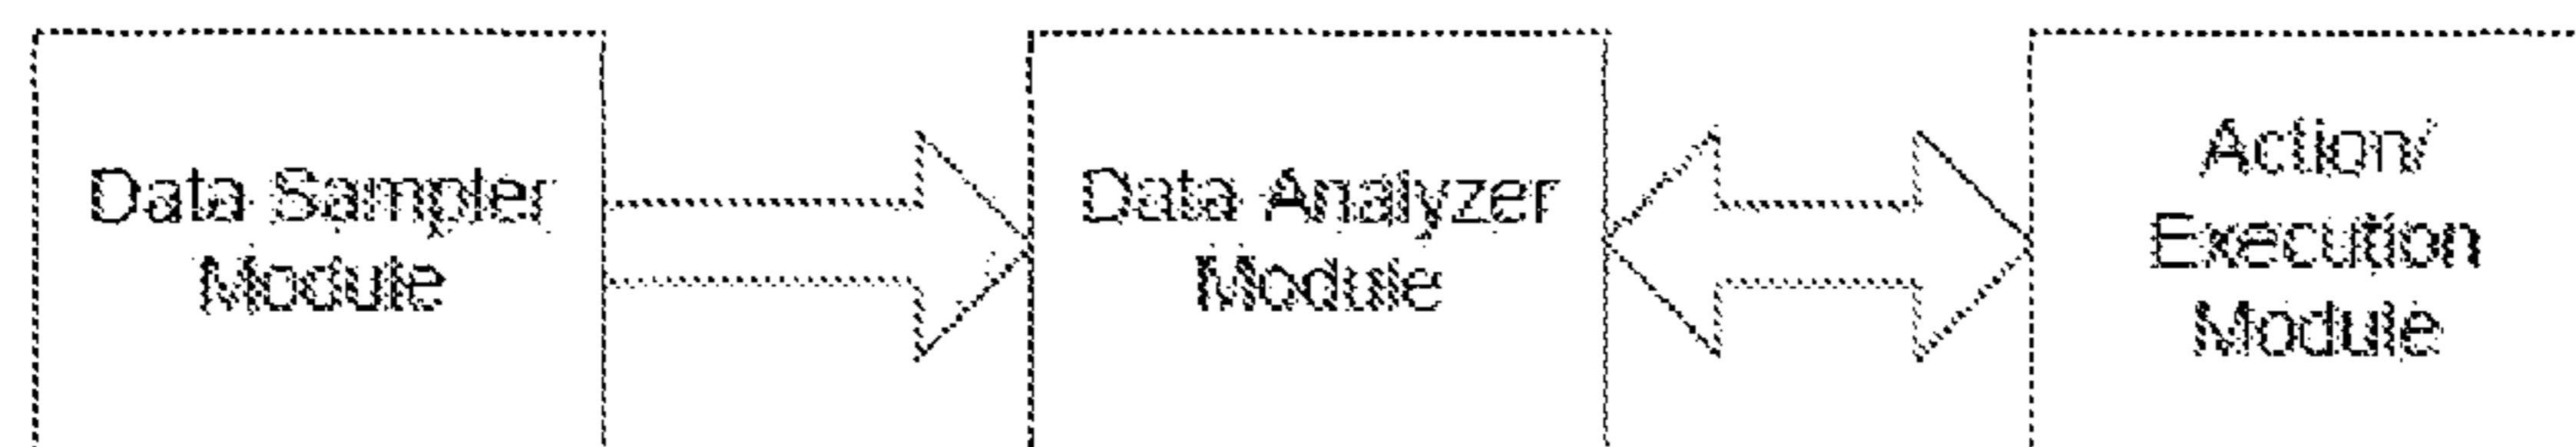 Data Sampler
Module
Data Analyzer
Module
Action/
Execution
Module